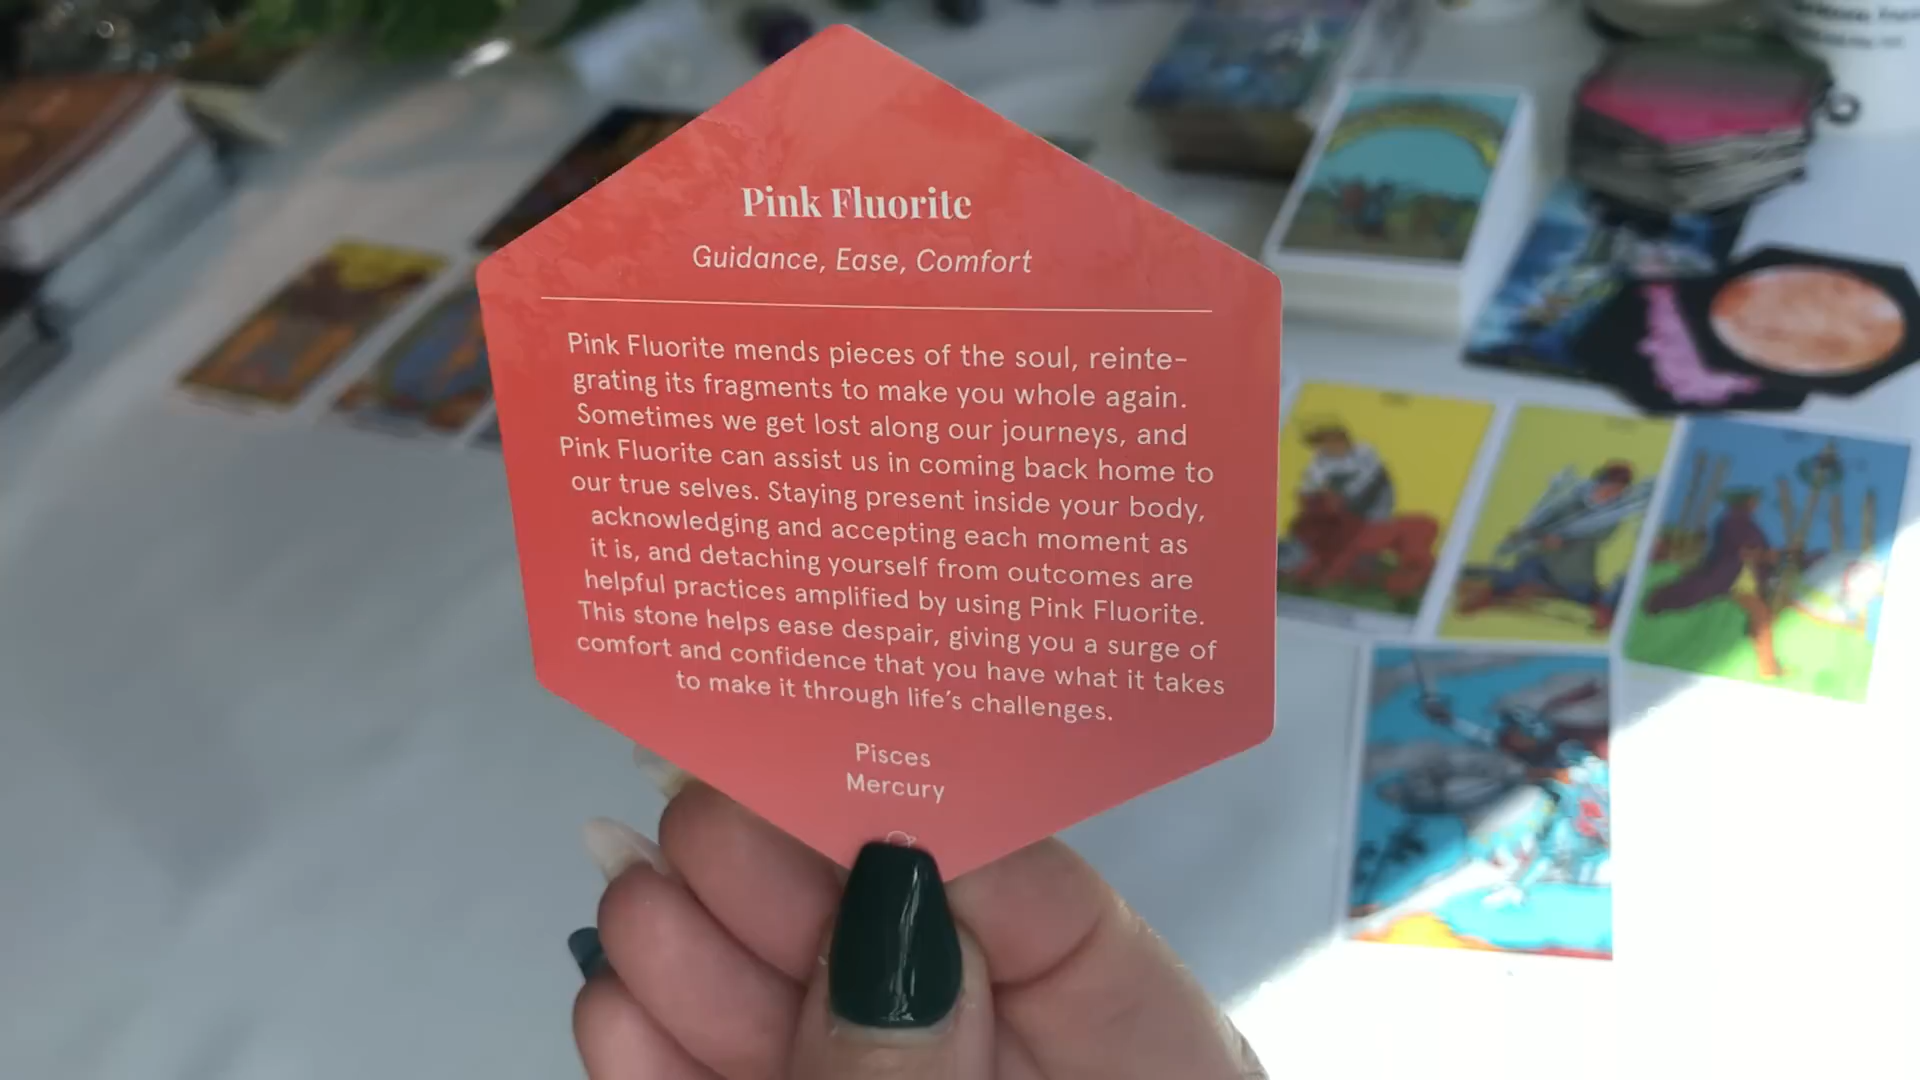 Pink Fluorite
Guidance, Ease, Comfort
Pink Fluorite mends pieces of the soul, reinte-
grating its fragments to make you whole again.
Sometimes we get lost along our journeys, and
Pink Fluorite can assist us in coming back home to
our true selves. Staying present inside your body,
acknowledging and accepting each moment as
it is, and detaching yourself from outcomes are
helpful practices amplified by using Pink Fluorite.
This stone helps ease despair, giving you a surge of
comfort and confidence that you have what it takes
to make it through life's challenges.
Pisces
Mercury